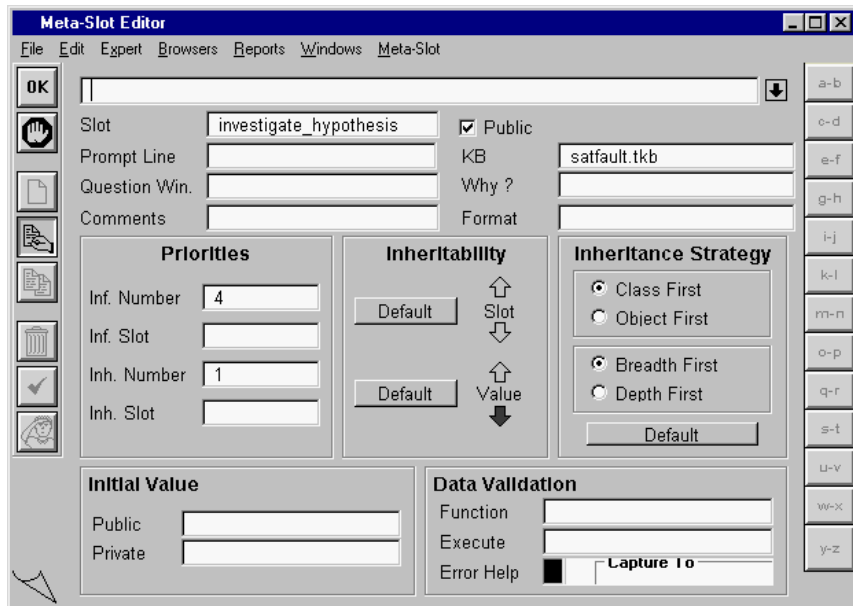 Meta-Slot Editor
File Edit Expert Browsers Reports Windows Meta-Slot
OK
a-b
Slot investigate_hypothesis Public
c-d
Prompt Line KB satfault.tkb
e-f
Question Win. Why ?
g-h
Comments Format
i-j
Priorities Inheritability Inheritance Strategy
k-l
Inf. Number 4 Default Slot Class First
m-n
Inf. Slot Object First
o-p
Inh. Number 1 Default Value Breadth First
q-r
Inh. Slot Depth First
s-t
Default
u-v
Initial Value Data Validation
w-x
Public Function
Private Execute
y-z
Error Help Capture To